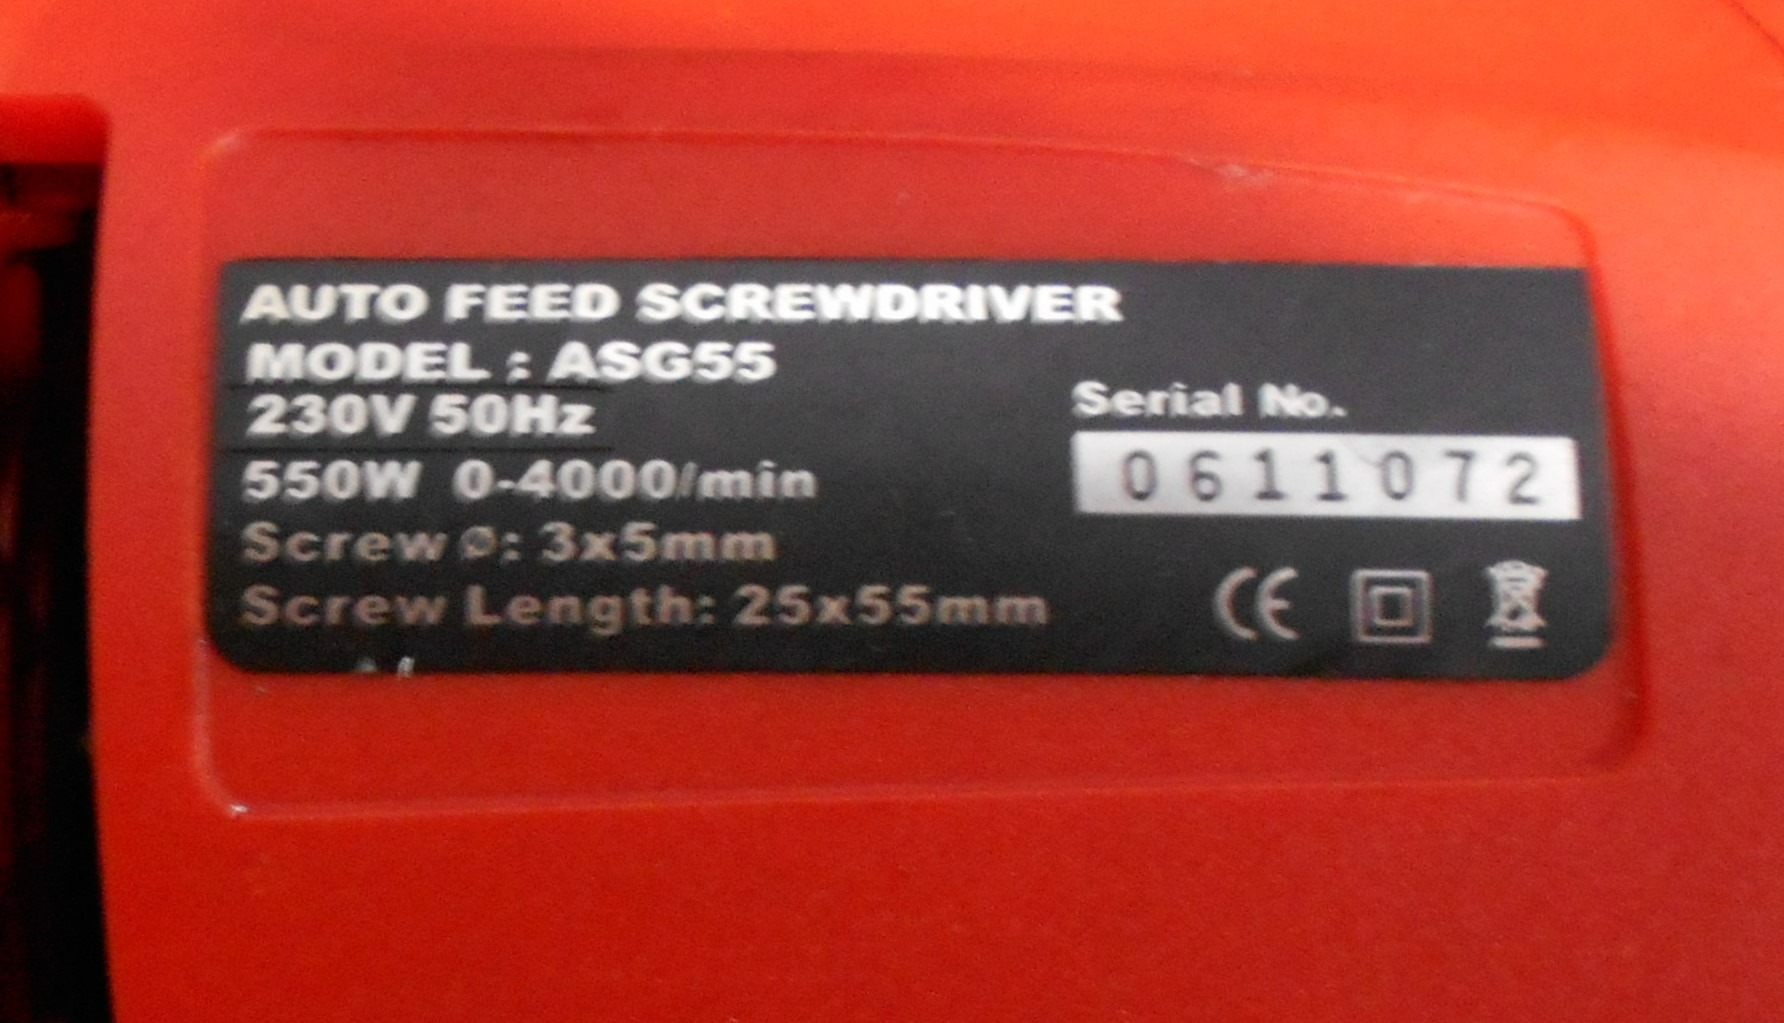 AUTO FEED SCREWDRIVER
MODEL : ASG55
230V 50Hz
550W 0-4000/min
Screw Ø: 3x5mm
Screw Length: 25x55mm
Serial No.
0611072
CE